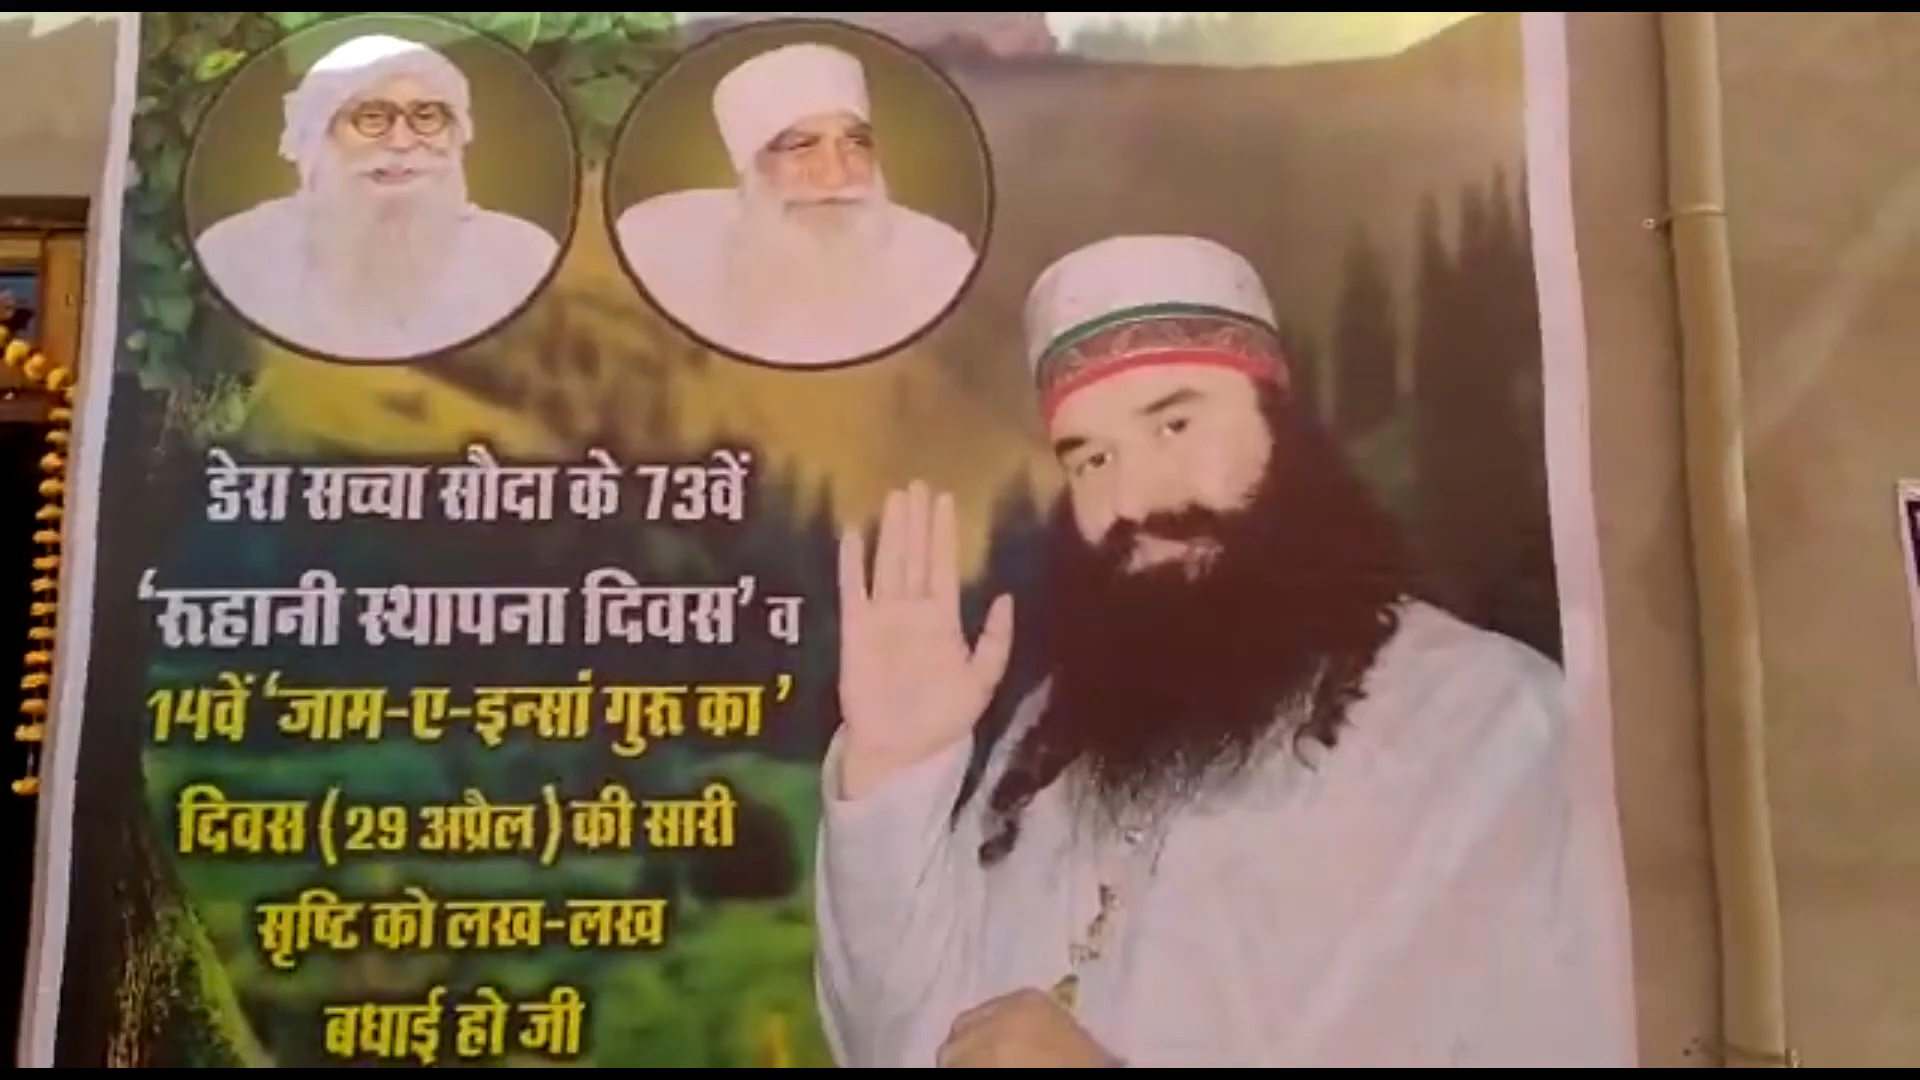 डेरा सच्चा सौदा के 73वें
‘रूहानी स्थापना दिवस’ व
14वें ‘जाम-ए-इन्सां गुरू का’
दिवस (29 अप्रैल) की सारी
सृष्टि को लख-लख
बधाई हो जी